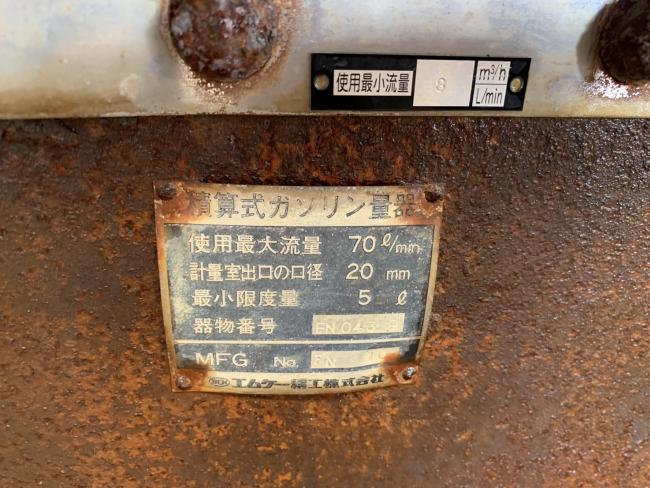 使用最小流量 8 m³/h L/min
積算式ガソリン量器
使用最大流量 70 ℓ/min
計量室出口の口径 20 mm
最小限度量 5 ℓ
器物番号
MFG No.
エムケー精工株式会社